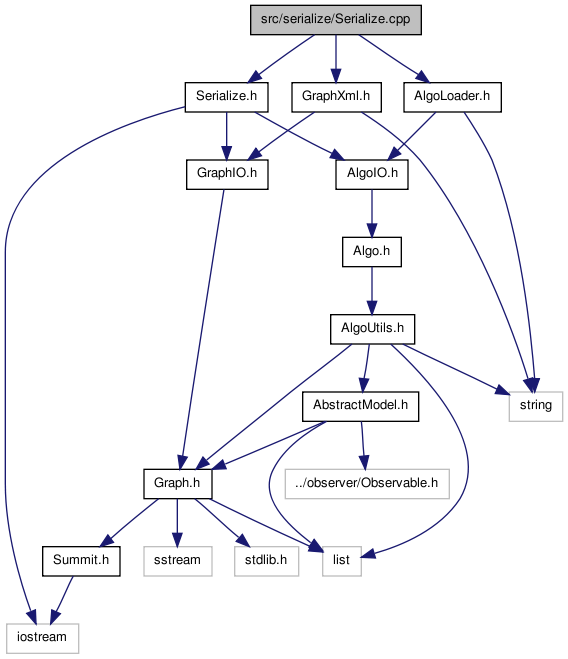 src/serialize/Serialize.cpp
Serialize.h
GraphXml.h
AlgoLoader.h
GraphIO.h
AlgoIO.h
Algo.h
AlgoUtils.h
AbstractModel.h
string
Graph.h
../observer/Observable.h
Summit.h
sstream
stdlib.h
list
iostream